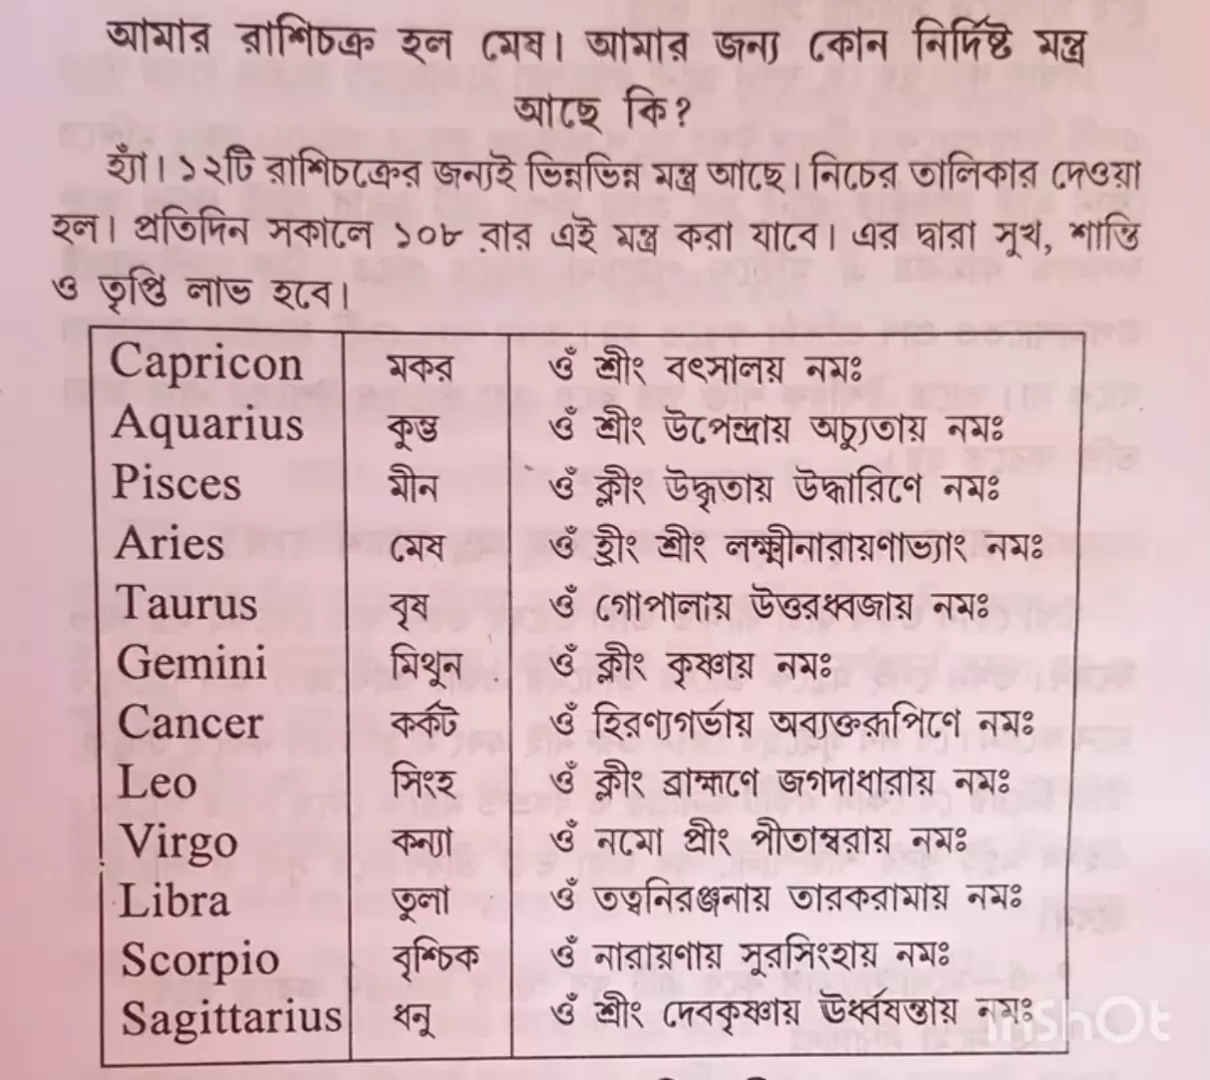 আমার রাশিচক্র হল মেষ। আমার জন্য কোন নির্দিষ্ট মন্ত্র
আছে কি?
হ্যাঁ। ১২টি রাশিচক্রের জন্যই ভিন্নভিন্ন মন্ত্র আছে। নিচের তালিকার দেওয়া
হল। প্রতিদিন সকালে ১০৮ বার এই মন্ত্র করা যাবে। এর দ্বারা সুখ, শান্তি
ও তৃপ্তি লাভ হবে।
Capricon মকর ওঁ শ্রীং বৎসালয় নমঃ
Aquarius কুম্ভ ওঁ শ্রীং উপেন্দ্রায় অচ্যুতায় নমঃ
Pisces মীন ওঁ ক্লীং উদ্ধৃতায় উদ্ধারিণে নমঃ
Aries মেষ ওঁ হ্রীং শ্রীং লক্ষ্মীনারায়ণাভ্যাং নমঃ
Taurus বৃষ ওঁ গোপালায় উত্তরধ্বজায় নমঃ
Gemini মিথুন ওঁ ক্লীং কৃষ্ণায় নমঃ
Cancer কর্কট ওঁ হিরণ্যগর্ভায় অব্যক্তরূপিণে নমঃ
Leo সিংহ ওঁ ক্লীং ব্রাহ্মণে জগদাধারায় নমঃ
Virgo কন্যা ওঁ নমো প্রীং পীতাম্বরায় নমঃ
Libra তুলা ওঁ তত্বনিরঞ্জনায় তারকরামায় নমঃ
Scorpio বৃশ্চিক ওঁ নারায়ণায় সুরসিংহায় নমঃ
Sagittarius ধনু ওঁ শ্রীং দেবকৃষ্ণায় ঊর্ধ্বষন্তায় নমঃ
InShOt